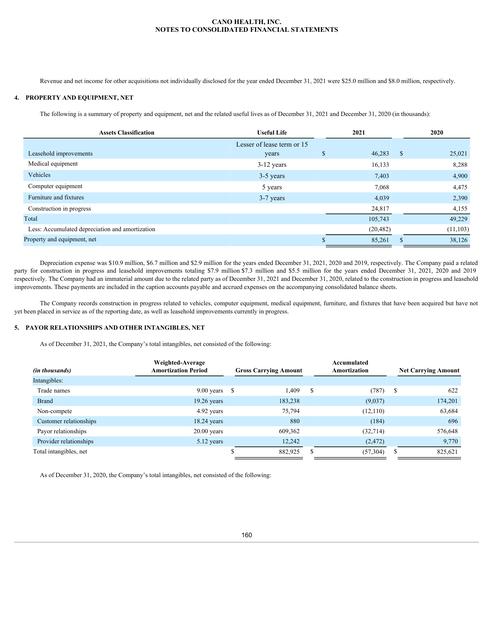 CANO HEALTH, INC.
NOTES TO CONSOLIDATED FINANCIAL STATEMENTS
Revenue and net income for other acquisitions not individually disclosed for the year ended December 31, 2021 were $25.0 million and $8.0 million, respectively.
4. PROPERTY AND EQUIPMENT, NET
The following is a summary of property and equipment, net and the related useful lives as of December 31, 2021 and December 31, 2020 (in thousands):
Assets Classification Useful Life 2021 2020
Lesser of lease term or 15
Leasehold improvements years $ 46,283 $ 25,021
Medical equipment 3-12 years 16,133 8,288
Vehicles 3-5 years 7,403 4,900
Computer equipment 5 years 7,068 4,475
Furniture and fixtures 3-7 years 4,039 2,390
Construction in progress 24,817 4,155
Total 105,743 49,229
Less: Accumulated depreciation and amortization (20,482) (11,103)
Property and equipment, net $ 85,261 $ 38,126
Depreciation expense was $10.9 million, $6.7 million and $2.9 million for the years ended December 31, 2021, 2020 and 2019, respectively. The Company paid a related
party for construction in progress and leasehold improvements totaling $7.9 million $7.3 million and $5.5 million for the years ended December 31, 2021, 2020 and 2019
respectively. The Company had an immaterial amount due to the related party as of December 31, 2021 and December 31, 2020, related to the construction in progress and leasehold
improvements. These payments are included in the caption accounts payable and accrued expenses on the accompanying consolidated balance sheets.
The Company records construction in progress related to vehicles, computer equipment, medical equipment, furniture, and fixtures that have been acquired but have not
yet been placed in service as of the reporting date, as well as leasehold improvements currently in progress.
5. PAYOR RELATIONSHIPS AND OTHER INTANGIBLES, NET
As of December 31, 2021, the Company's total intangibles, net consisted of the following:
Weighted-Average Accumulated
(in thousands) Amortization Period Gross Carrying Amount Amortization Net Carrying Amount
Intangibles:
Trade names 9.00 years $ 1,409 $ (787) $ 622
Brand 19.26 years 183,238 (9,037) 174,201
Non-compete 4.92 years 75,794 (12,110) 63,684
Customer relationships 18.24 years 880 (184) 696
Payor relationships 20.00 years 609,362 (32,714) 576,648
Provider relationships 5.12 years 12,242 (2,472) 9,770
Total intangibles, net $ 882,925 $ (57,304) $ 825,621
As of December 31, 2020, the Company's total intangibles, net consisted of the following:
160